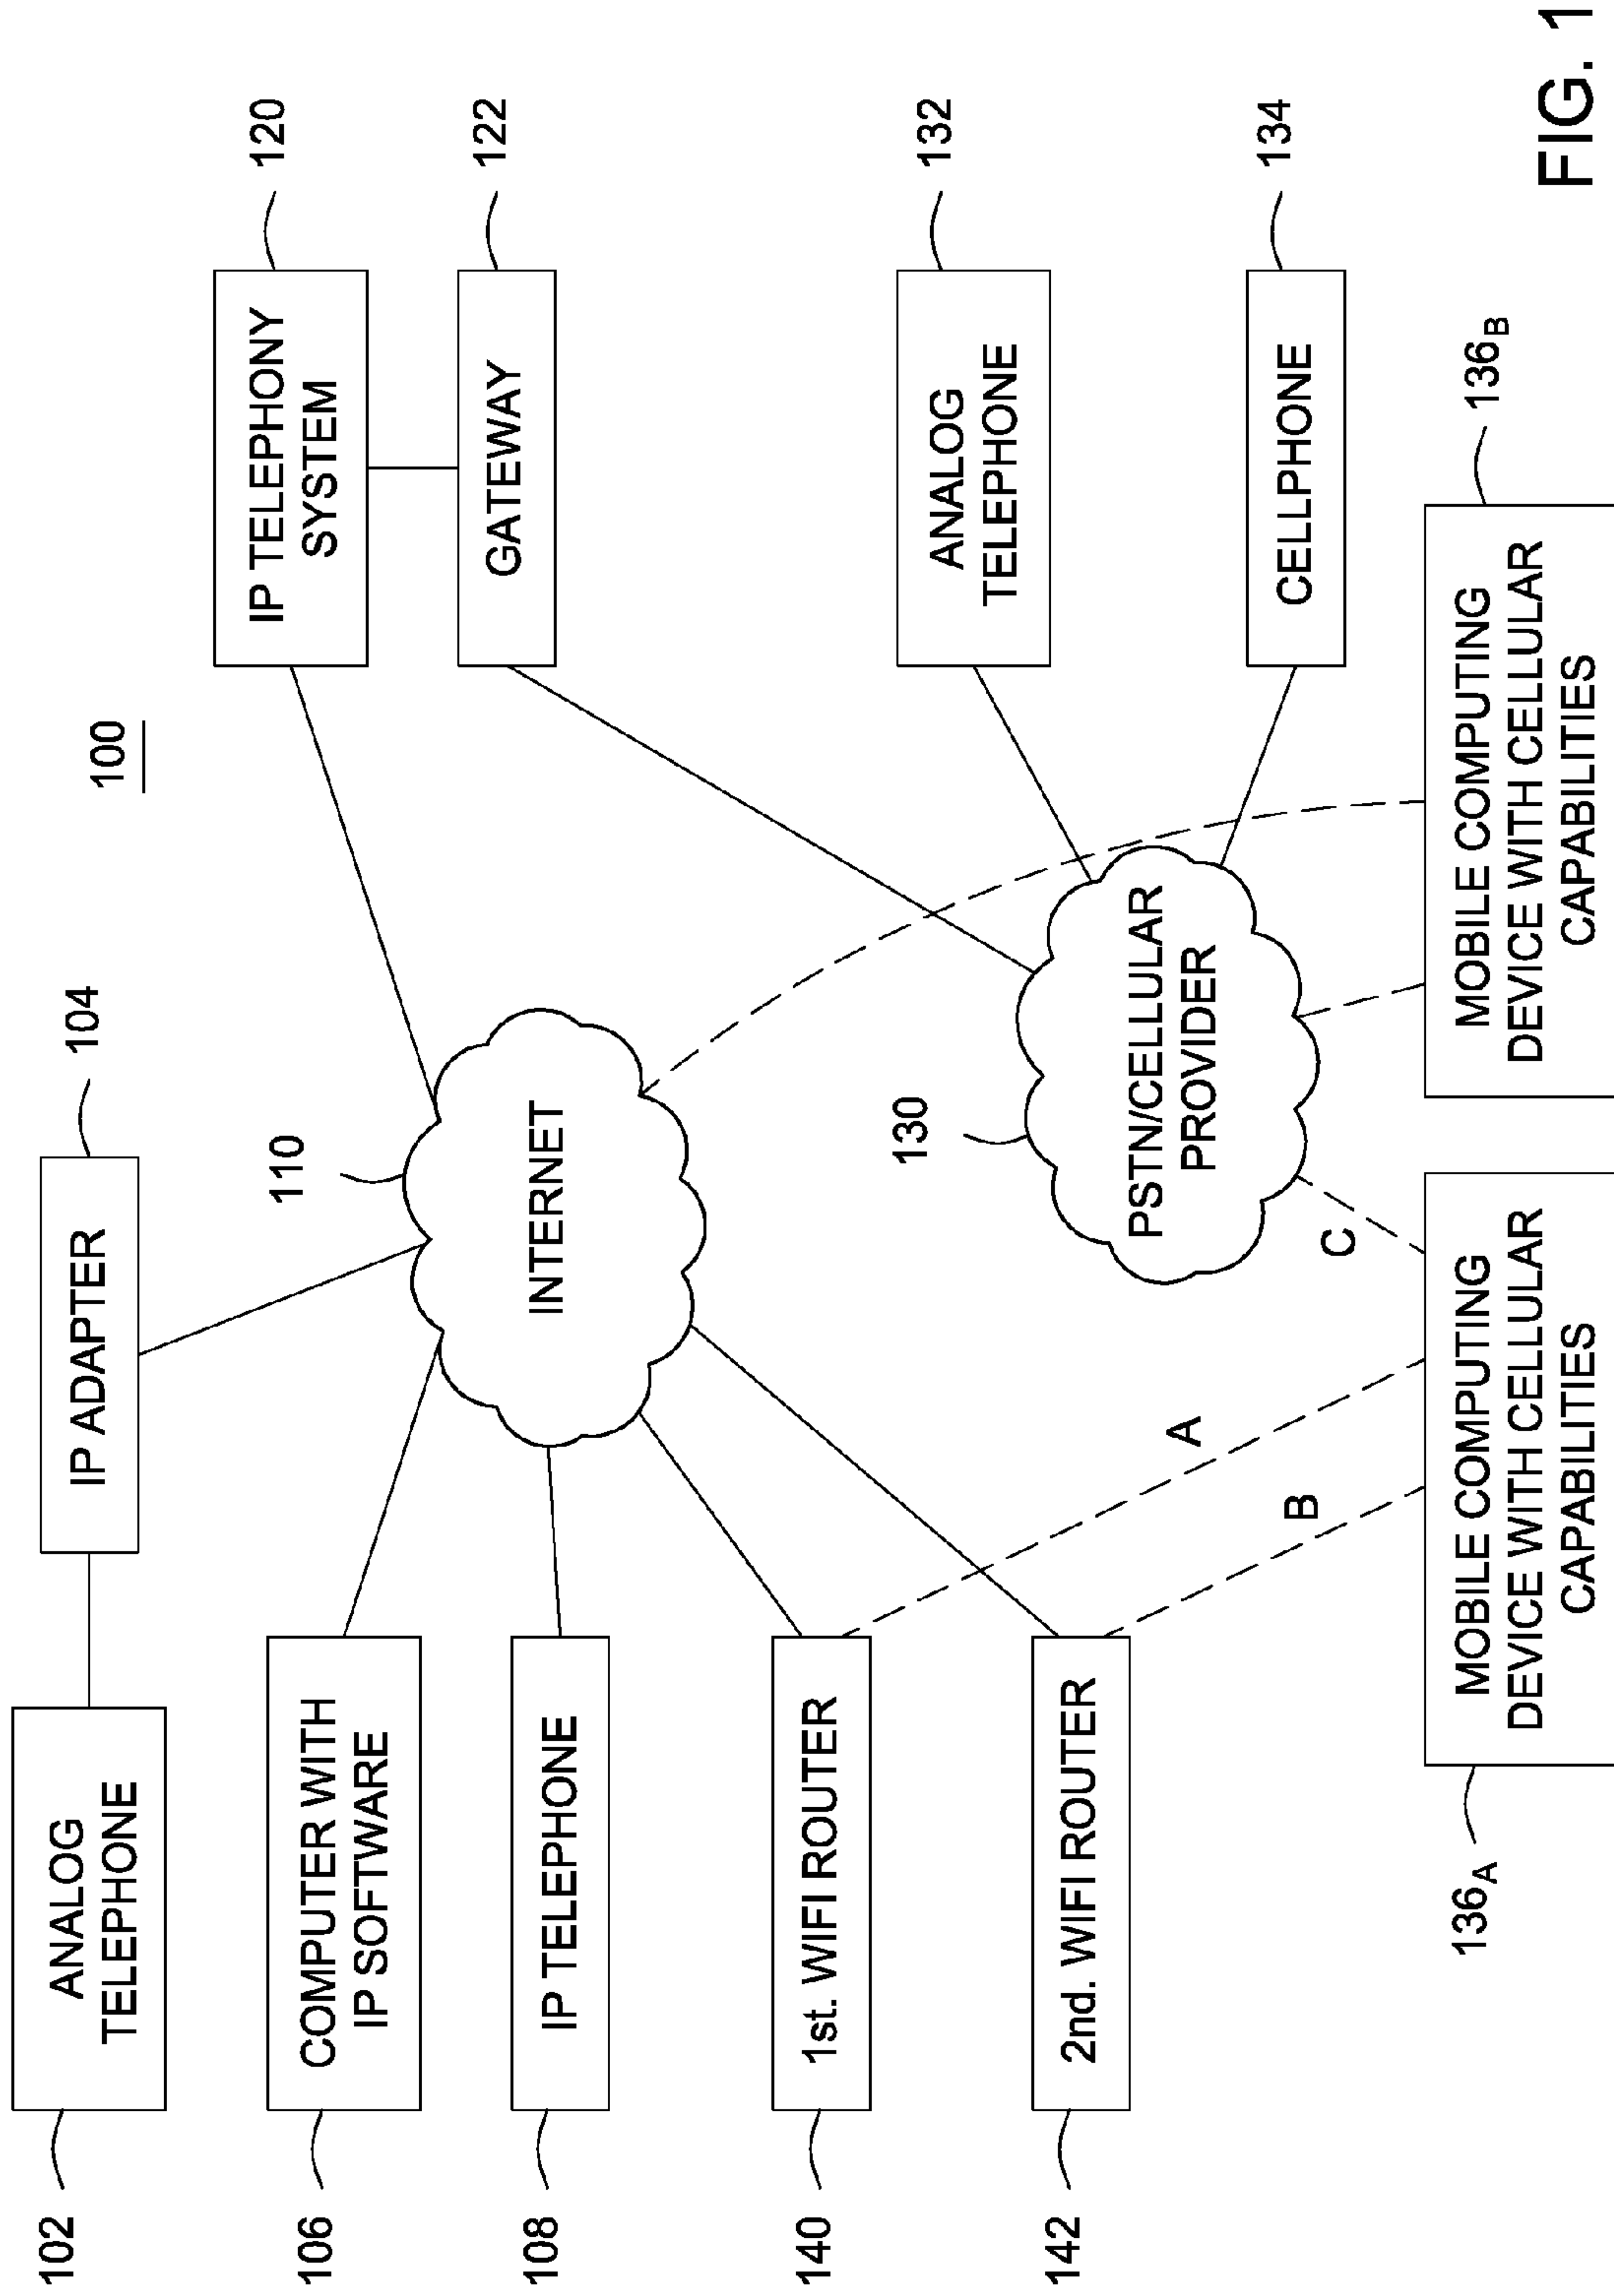 100
102
ANALOG
TELEPHONE
IP ADAPTER
104
110
INTERNET
IP TELEPHONY
SYSTEM
120
106
COMPUTER WITH
IP SOFTWARE
GATEWAY
122
108
IP TELEPHONE
140
1st. WIFI ROUTER
130
PSTN/CELLULAR
PROVIDER
ANALOG
TELEPHONE
132
142
2nd. WIFI ROUTER
A
B
C
CELLPHONE
134
136A
MOBILE COMPUTING
DEVICE WITH CELLULAR
CAPABILITIES
MOBILE COMPUTING
DEVICE WITH CELLULAR
CAPABILITIES
136B
FIG. 1